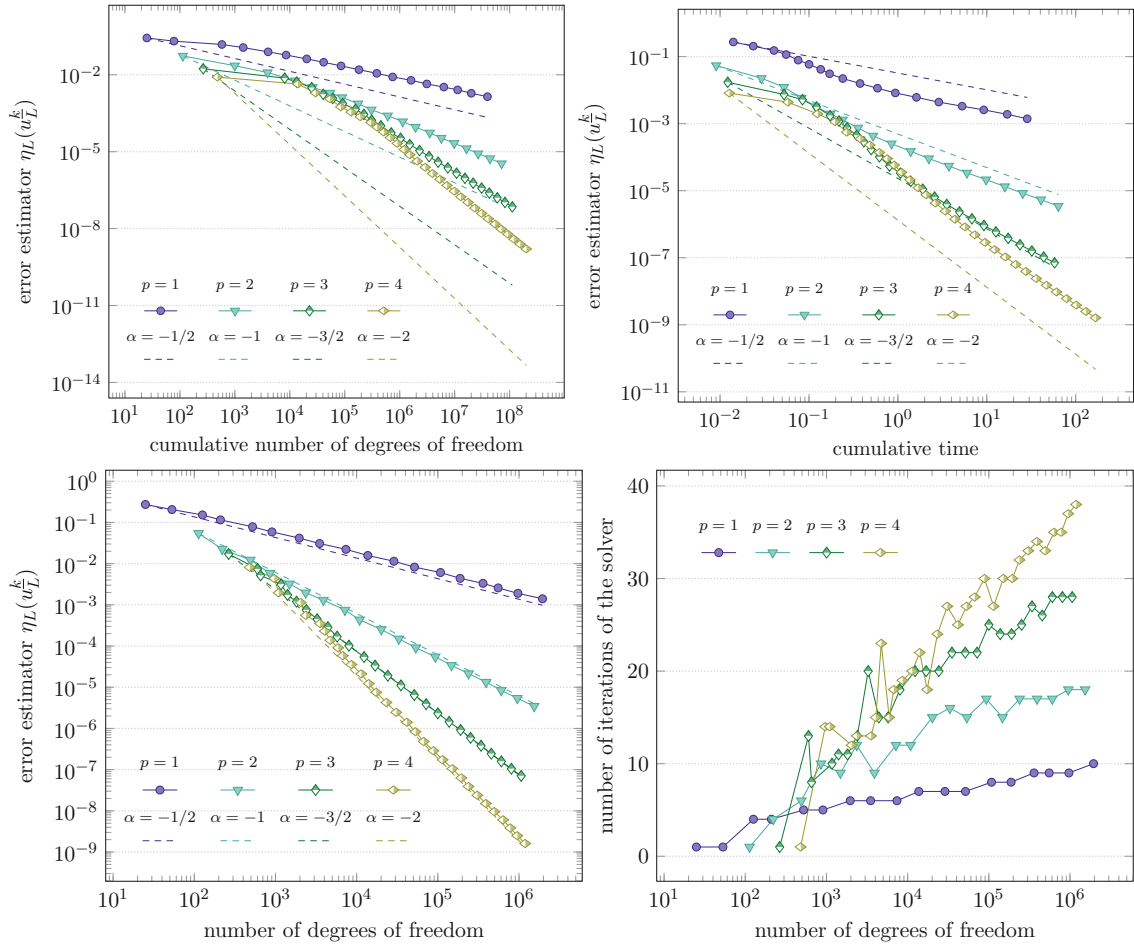 error estimator η_L(u_L^k)
10^{−2}
10^{−5}
10^{−8}
10^{−11}
10^{−14}
p = 1 p = 2 p = 3 p = 4
α = −1/2 α = −1 α = −3/2 α = −2
10^1 10^2 10^3 10^4 10^5 10^6 10^7 10^8
cumulative number of degrees of freedom
error estimator η_L(u_L^k)
10^{−1}
10^{−3}
10^{−5}
10^{−7}
10^{−9}
10^{−11}
p = 1 p = 2 p = 3 p = 4
α = −1/2 α = −1 α = −3/2 α = −2
10^{−2} 10^{−1} 10^0 10^1 10^2
cumulative time
error estimator η_L(u_L^k)
10^0
10^{−1}
10^{−2}
10^{−3}
10^{−4}
10^{−5}
10^{−6}
10^{−7}
10^{−8}
10^{−9}
p = 1 p = 2 p = 3 p = 4
α = −1/2 α = −1 α = −3/2 α = −2
10^1 10^2 10^3 10^4 10^5 10^6
number of degrees of freedom
number of iterations of the solver
40
30
20
10
0
p = 1 p = 2 p = 3 p = 4
10^1 10^2 10^3 10^4 10^5 10^6
number of degrees of freedom